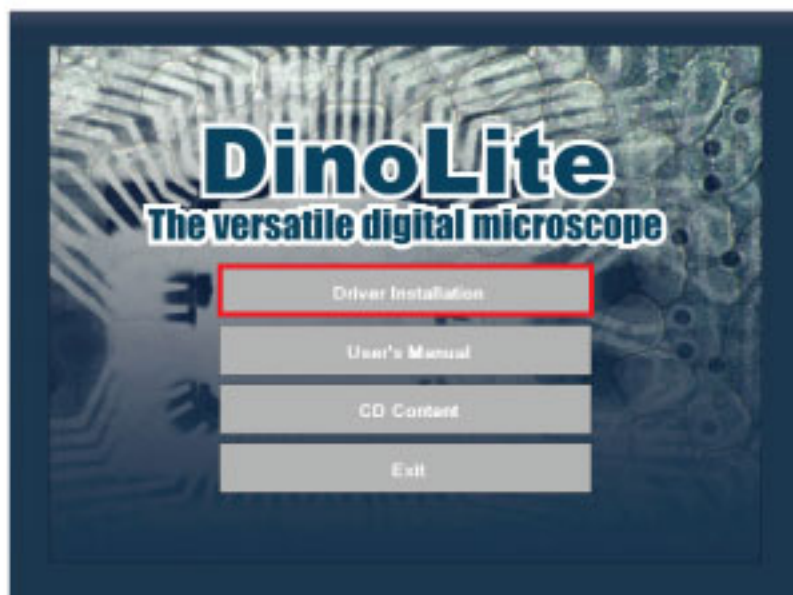 DinoLite
The versatile digital microscope
Driver Installation
User's Manual
CD Content
Exit